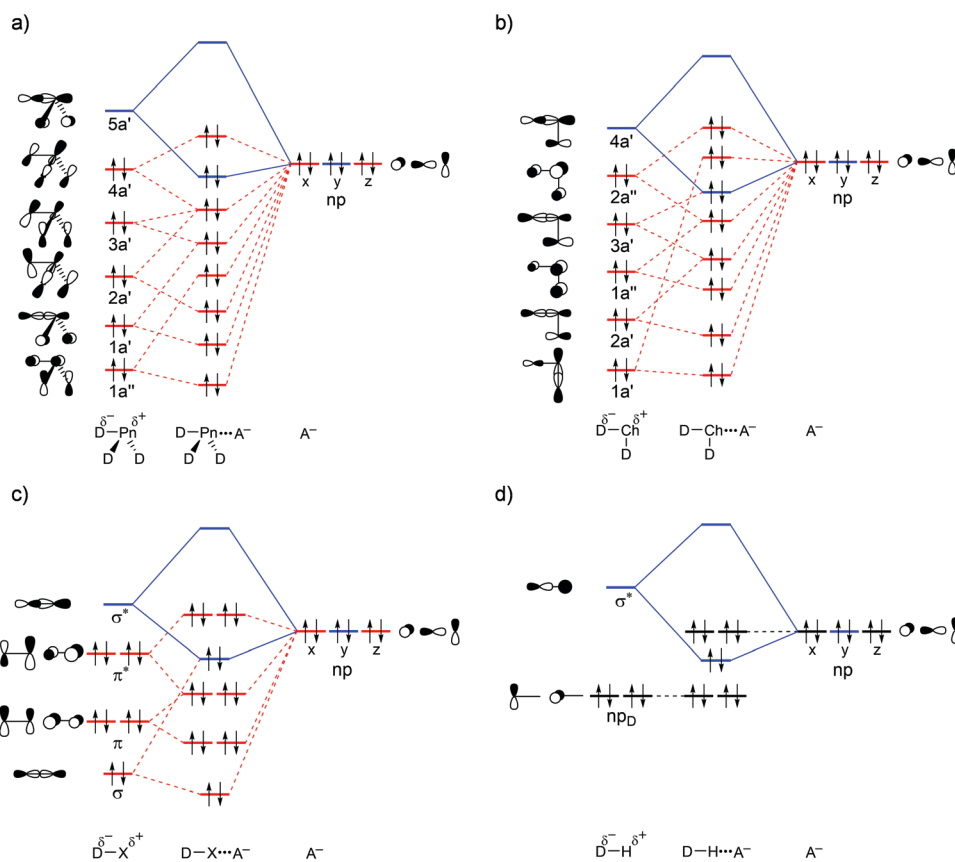 a)
5a'
4a'
3a'
2a'
1a'
1a''
x y z
np
δ− δ+
D—Pn
D D
D—Pn•••A−
D D
A−
b)
4a'
2a''
3a'
1a''
2a'
1a'
x y z
np
δ− δ+
D—Ch
D
D—Ch•••A−
D
A−
c)
σ*
π*
π
σ
x y z
np
δ− δ+
D—X
D—X•••A−
A−
d)
σ*
npD
x y z
np
δ− δ+
D—H
D—H•••A−
A−